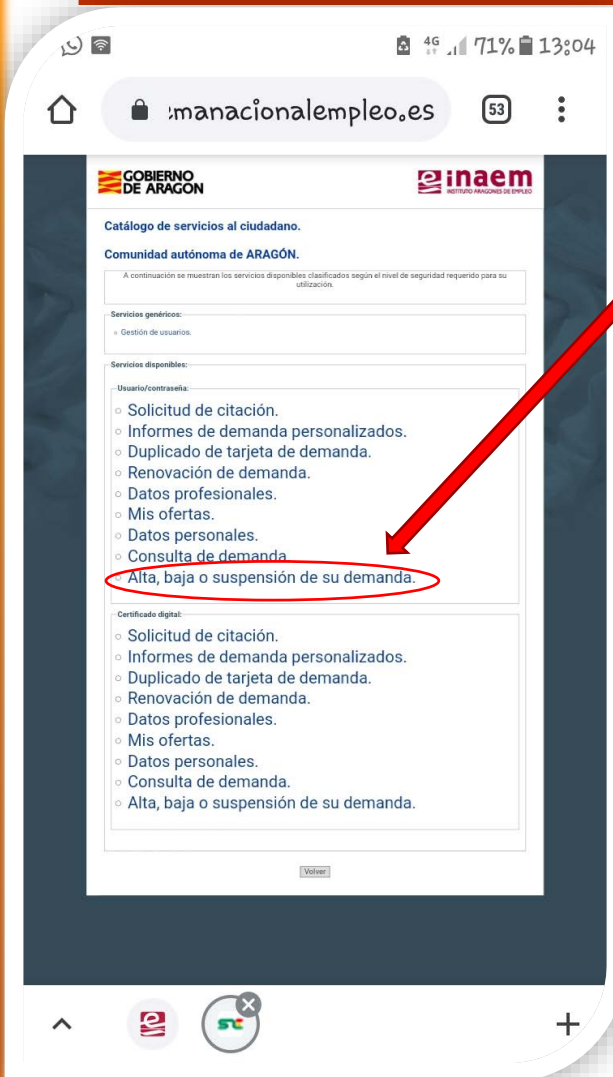 4G 71% 13:04
:manacionalempleo.es 53
GOBIERNO
DE ARAGON
inaem
INSTITUTO ARAGONES DE EMPLEO
Catálogo de servicios al ciudadano.
Comunidad autónoma de ARAGÓN.
A continuación se muestran los servicios disponibles clasificados según el nivel de seguridad requerido para su
utilización.
Servicios genéricos:
Gestión de usuarios.
Servicios disponibles:
Usuario/contraseña:
Solicitud de citación.
Informes de demanda personalizados.
Duplicado de tarjeta de demanda.
Renovación de demanda.
Datos profesionales.
Mis ofertas.
Datos personales.
Consulta de demanda.
Alta, baja o suspensión de su demanda.
Certificado digital:
Solicitud de citación.
Informes de demanda personalizados.
Duplicado de tarjeta de demanda.
Renovación de demanda.
Datos profesionales.
Mis ofertas.
Datos personales.
Consulta de demanda.
Alta, baja o suspensión de su demanda.
Volver